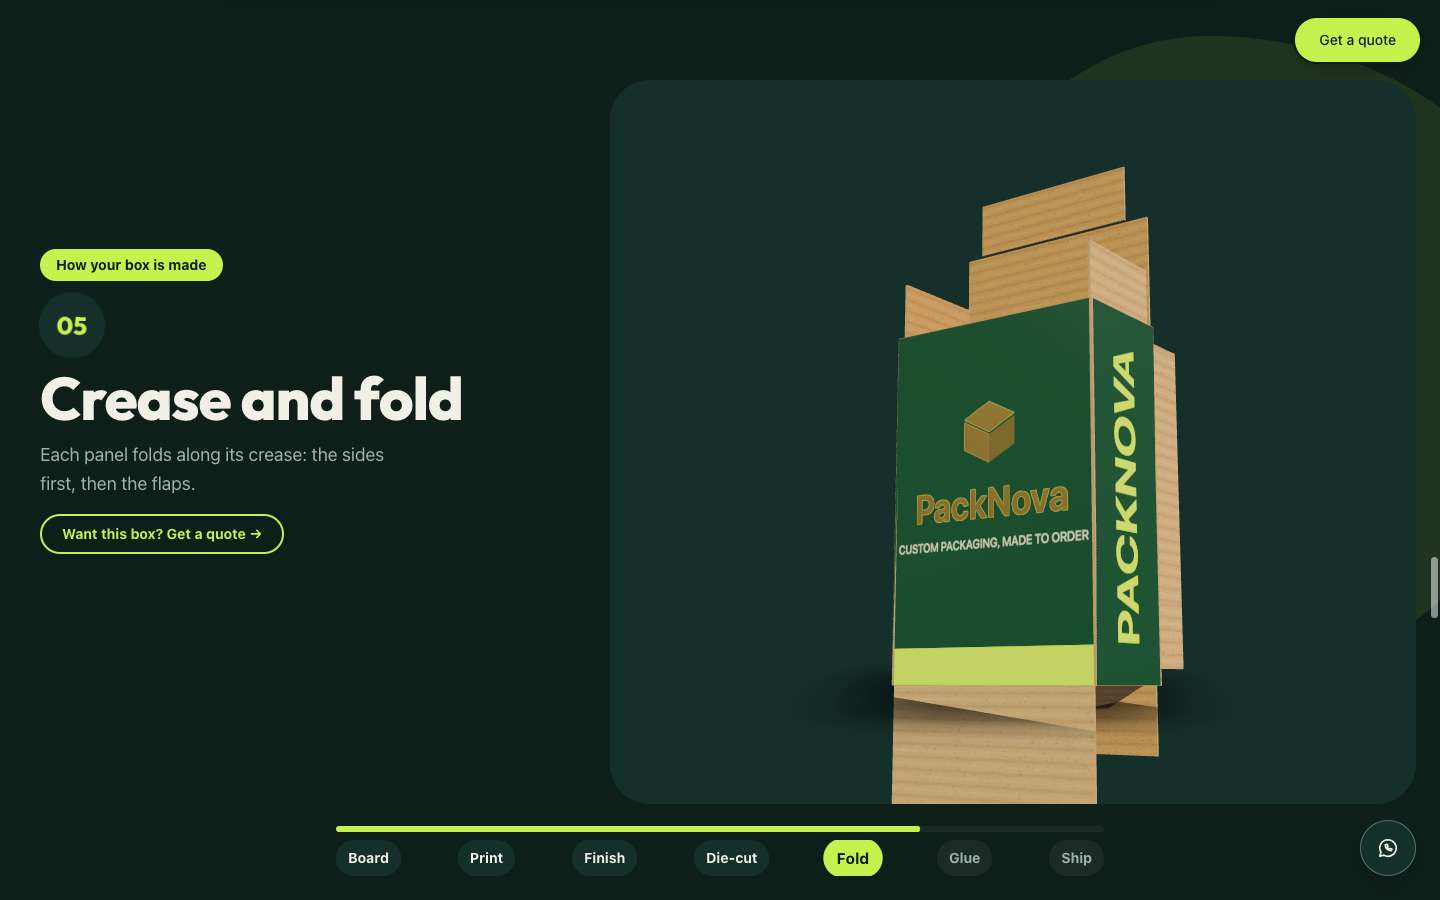 Get a quote
How your box is made
05
Crease and fold
Each panel folds along its crease: the sides
first, then the flaps.
Want this box? Get a quote →
PackNova
CUSTOM PACKAGING, MADE TO ORDER
PACKNOVA
Board
Print
Finish
Die-cut
Fold
Glue
Ship